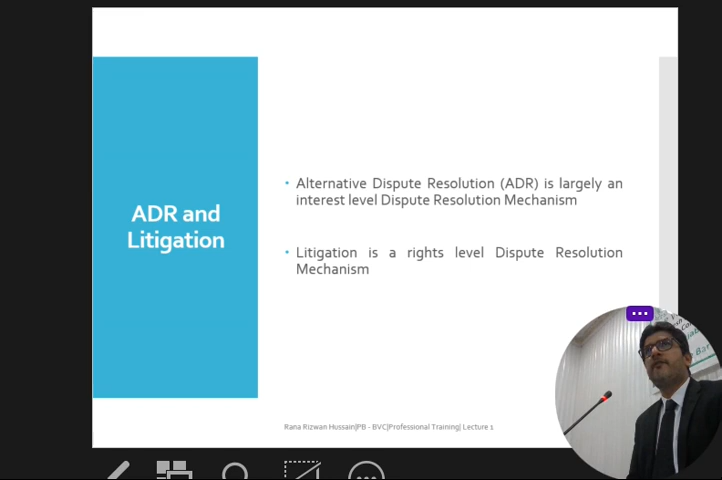 ADR and
Litigation
• Alternative Dispute Resolution (ADR) is largely an
interest level Dispute Resolution Mechanism
• Litigation is a rights level Dispute Resolution
Mechanism
Rana Rizwan Hussain|PB - BVC|Professional Training| Lecture 1